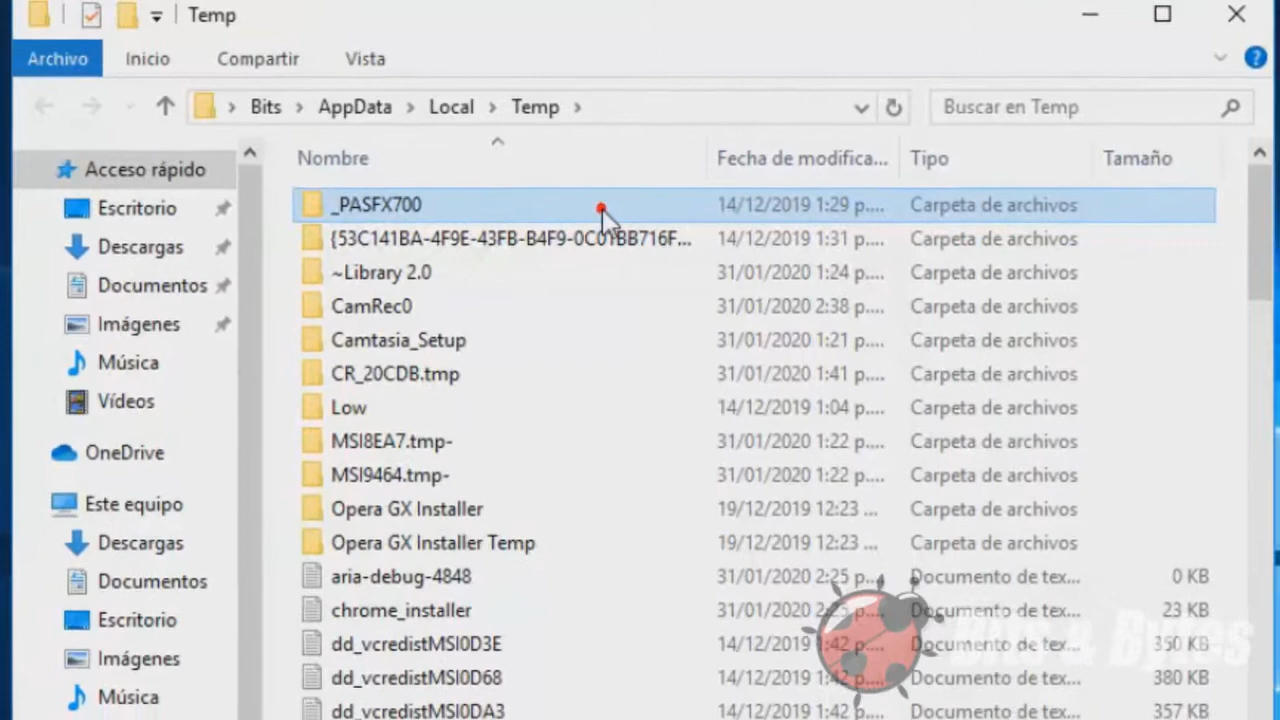 Temp
Archivo Inicio Compartir Vista
Bits AppData Local Temp Buscar en Temp
Nombre Fecha de modifica... Tipo Tamaño
Acceso rápido
Escritorio
Descargas
Documentos
Imágenes
Música
Vídeos
OneDrive
Este equipo
Descargas
Documentos
Escritorio
Imágenes
Música
_PASFX700 14/12/2019 1:29 p.... Carpeta de archivos
{53C141BA-4F9E-43FB-B4F9-0C01BB716F... 14/12/2019 1:31 p.... Carpeta de archivos
~Library 2.0 31/01/2020 1:24 p.... Carpeta de archivos
CamRec0 31/01/2020 2:38 p.... Carpeta de archivos
Camtasia_Setup 31/01/2020 1:21 p.... Carpeta de archivos
CR_20CDB.tmp 31/01/2020 1:41 p.... Carpeta de archivos
Low 14/12/2019 1:04 p.... Carpeta de archivos
MSI8EA7.tmp- 31/01/2020 1:22 p.... Carpeta de archivos
MSI9464.tmp- 31/01/2020 1:22 p.... Carpeta de archivos
Opera GX Installer 19/12/2019 12:23 ... Carpeta de archivos
Opera GX Installer Temp 19/12/2019 12:23 ... Carpeta de archivos
aria-debug-4848 31/01/2020 2:25 p.... Documento de tex... 0 KB
chrome_installer 31/01/2020 2:25 p.... Documento de tex... 23 KB
dd_vcredistMSI0D3E 14/12/2019 1:42 p.... Documento de tex... 350 KB
dd_vcredistMSI0D68 14/12/2019 1:42 p.... Documento de tex... 380 KB
dd_vcredistMSI0DA3 14/12/2019 1:42 p.... Documento de tex... 357 KB
Bits & Bytes